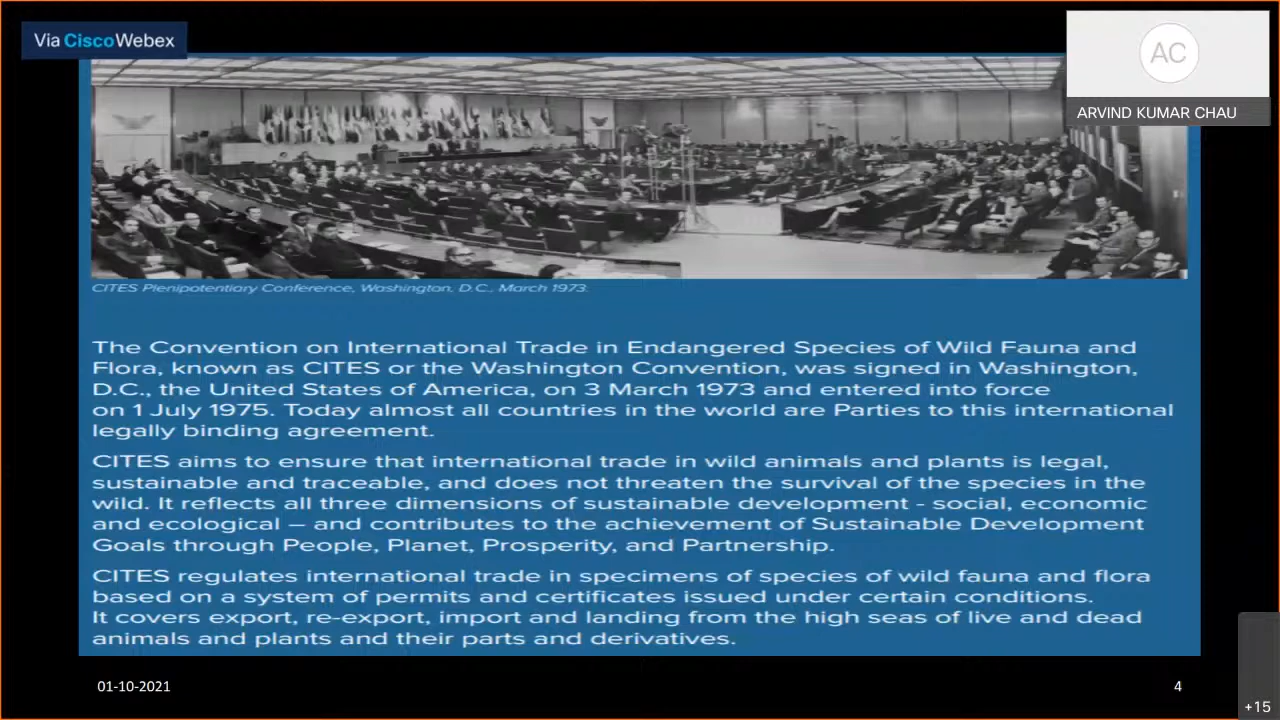 Via CiscoWebex
AC
ARVIND KUMAR CHAU
CITES Plenipotentiary Conference, Washington, D.C., March 1973.
The Convention on International Trade in Endangered Species of Wild Fauna and
Flora, known as CITES or the Washington Convention, was signed in Washington,
D.C., the United States of America, on 3 March 1973 and entered into force
on 1 July 1975. Today almost all countries in the world are Parties to this international
legally binding agreement.
CITES aims to ensure that international trade in wild animals and plants is legal,
sustainable and traceable, and does not threaten the survival of the species in the
wild. It reflects all three dimensions of sustainable development - social, economic
and ecological – and contributes to the achievement of Sustainable Development
Goals through People, Planet, Prosperity, and Partnership.
CITES regulates international trade in specimens of species of wild fauna and flora
based on a system of permits and certificates issued under certain conditions.
It covers export, re-export, import and landing from the high seas of live and dead
animals and plants and their parts and derivatives.
01-10-2021
4
+15